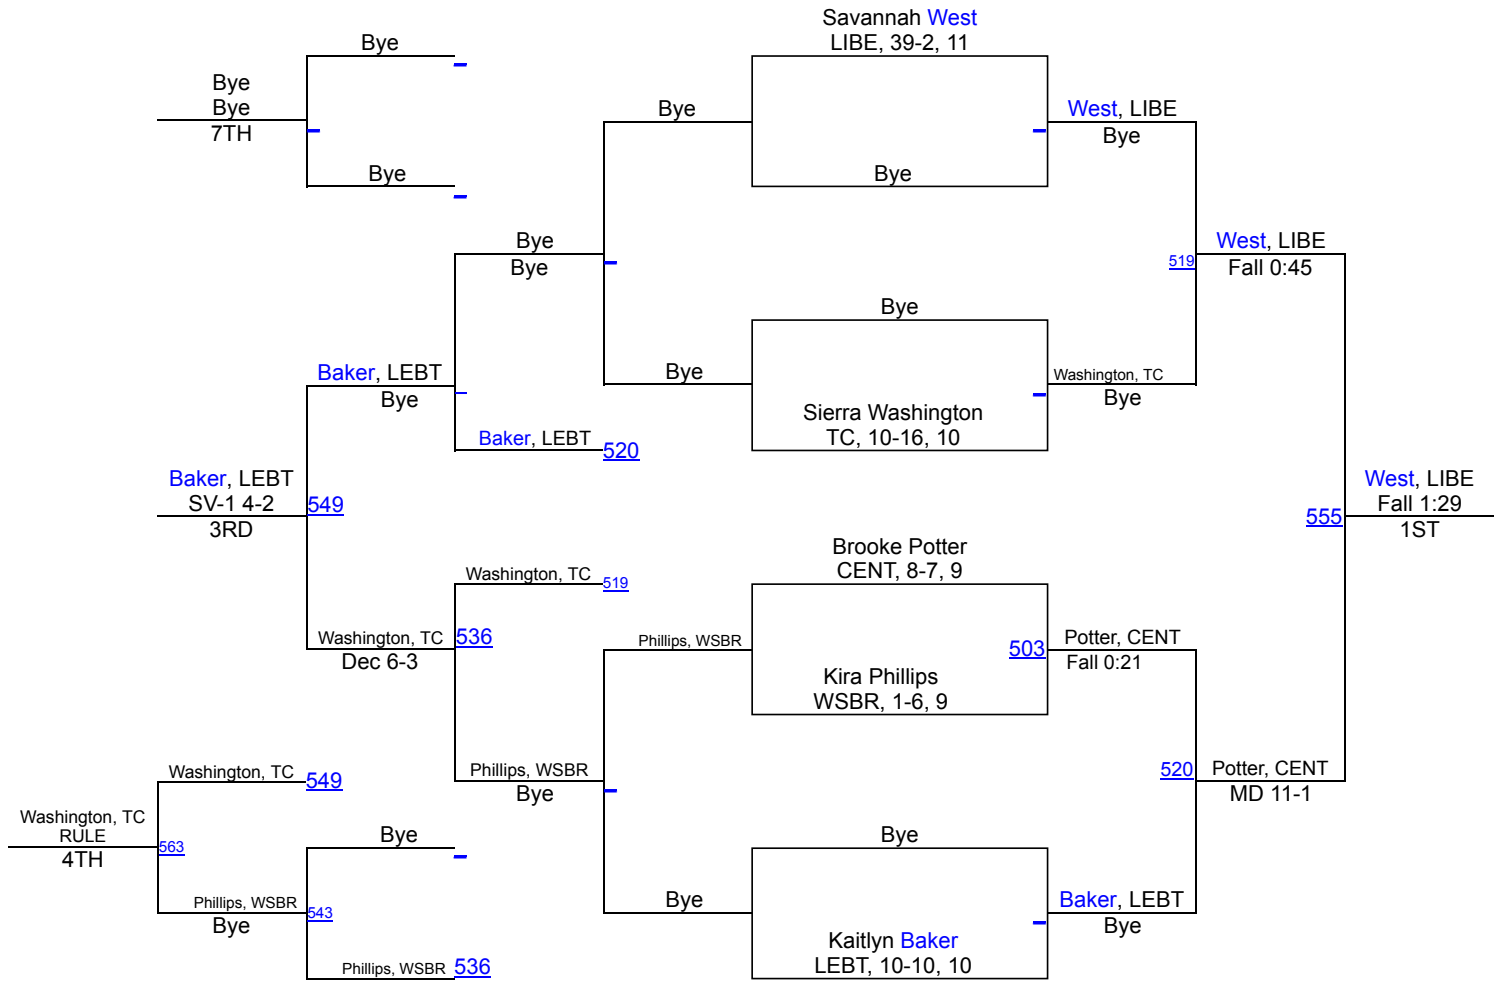 Savannah West
LIBE, 39-2, 11
Bye
Bye
Bye
7TH
Bye
Bye
West, LIBE
Bye
Bye
Bye
Bye
519
West, LIBE
Fall 0:45
Bye
Baker, LEBT
Bye
Bye
Washington, TC
Bye
Sierra Washington
TC, 10-16, 10
Baker, LEBT
520
Baker, LEBT
SV-1 4-2
3RD
549
555
West, LIBE
Fall 1:29
1ST
Brooke Potter
CENT, 8-7, 9
Washington, TC
519
Washington, TC
Dec 6-3
536
Phillips, WSBR
503
Potter, CENT
Fall 0:21
Kira Phillips
WSBR, 1-6, 9
Washington, TC
549
Phillips, WSBR
Bye
520
Potter, CENT
MD 11-1
Washington, TC
RULE
4TH
563
Bye
Bye
Phillips, WSBR
Bye
543
Bye
Baker, LEBT
Bye
Kaitlyn Baker
LEBT, 10-10, 10
Phillips, WSBR
536